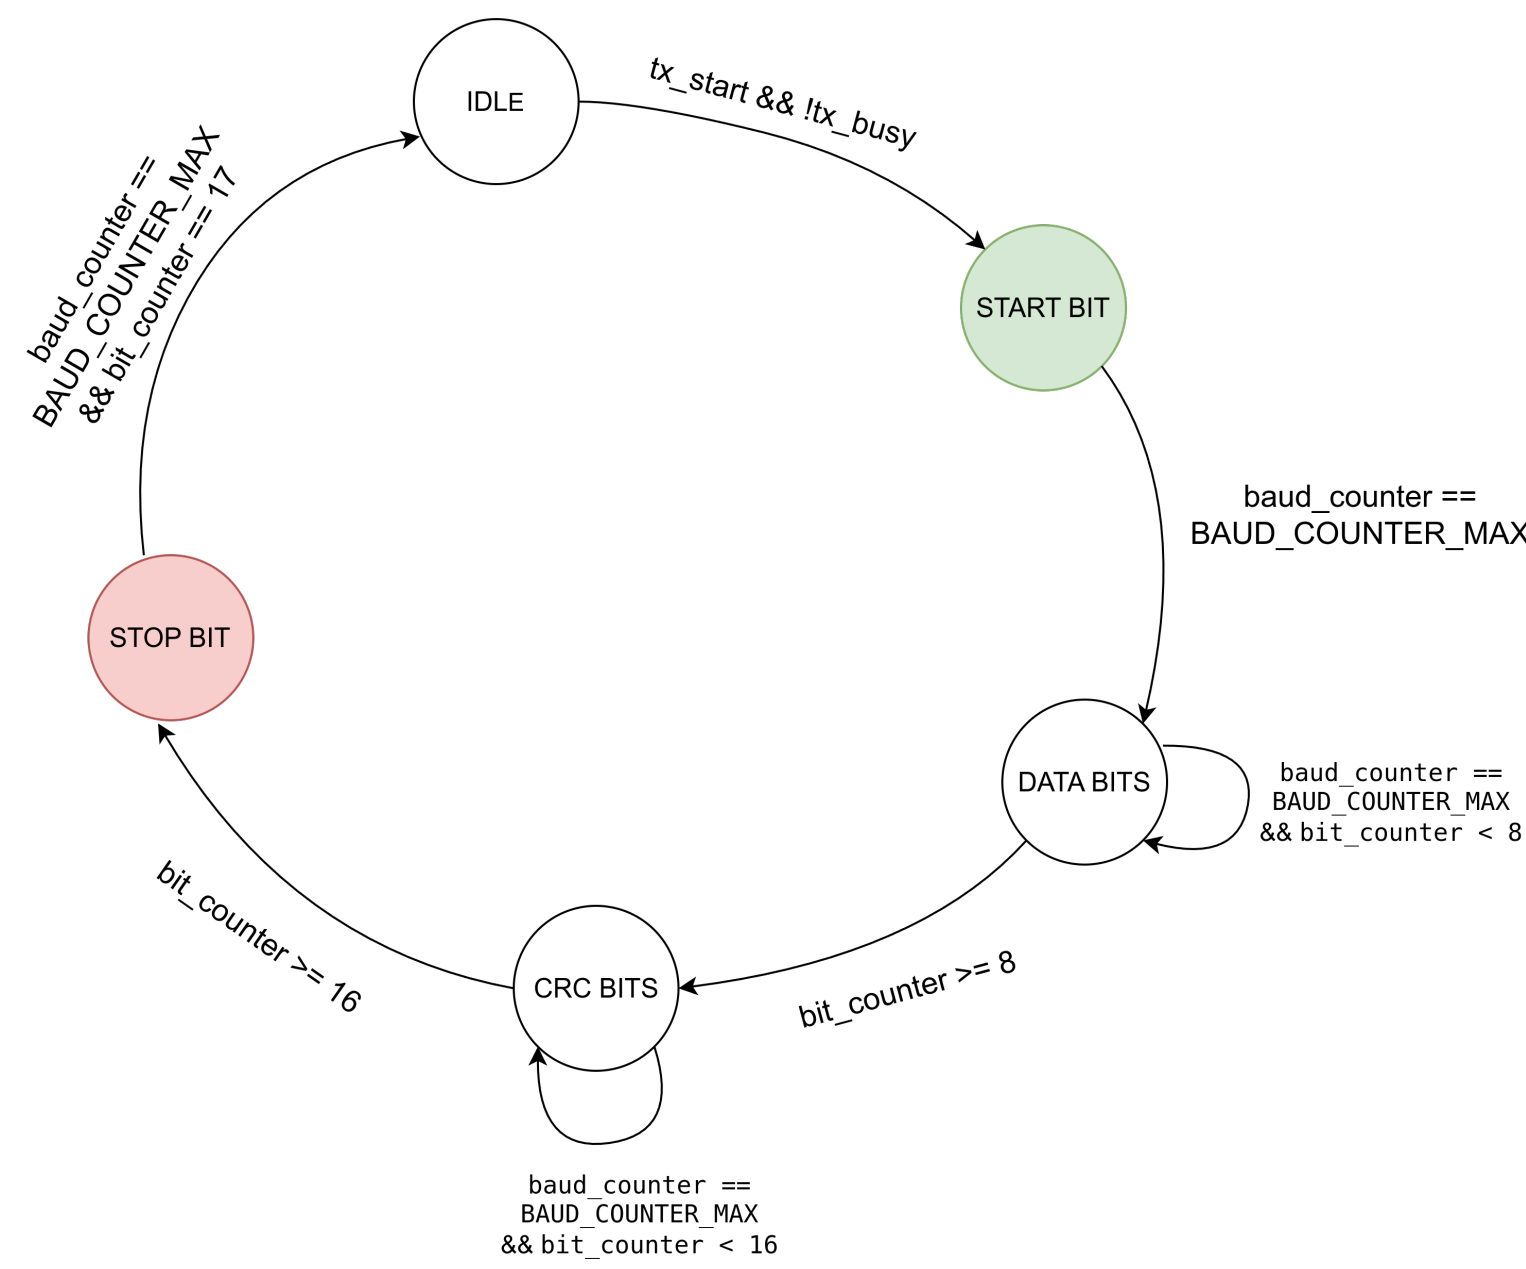 IDLE
tx_start && !tx_busy
START BIT
baud_counter ==
BAUD_COUNTER_MAX
DATA BITS
baud_counter ==
BAUD_COUNTER_MAX
&& bit_counter < 8
bit_counter >= 8
CRC BITS
baud_counter ==
BAUD_COUNTER_MAX
&& bit_counter < 16
bit_counter >= 16
STOP BIT
baud_counter ==
BAUD_COUNTER_MAX
&& bit_counter == 17